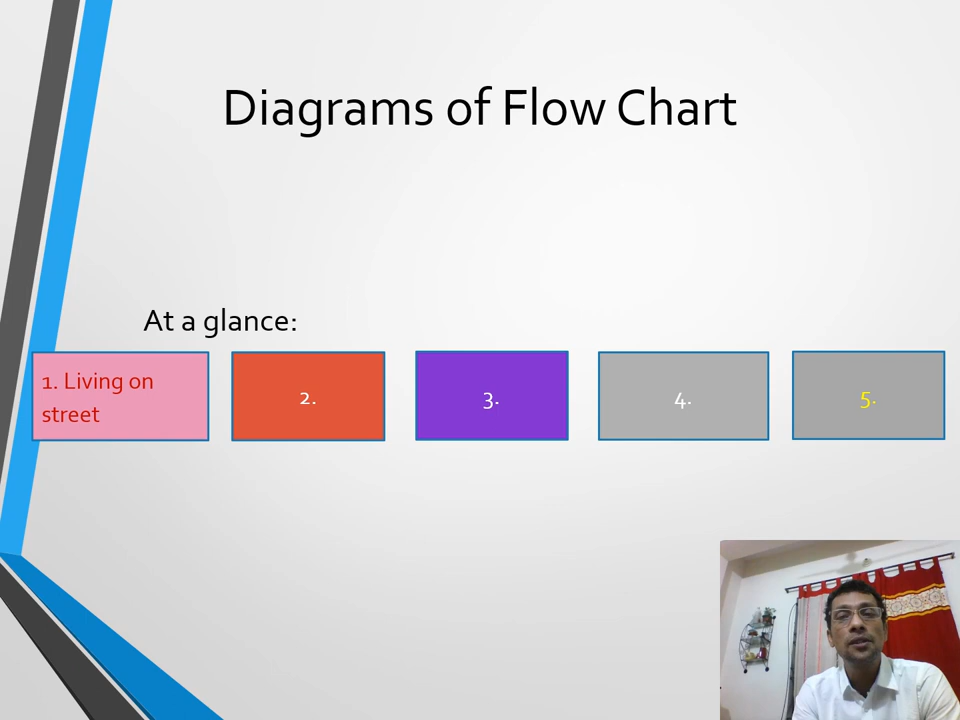 Diagrams of Flow Chart
At a glance:
1. Living on
street
2.
3.
4.
5.